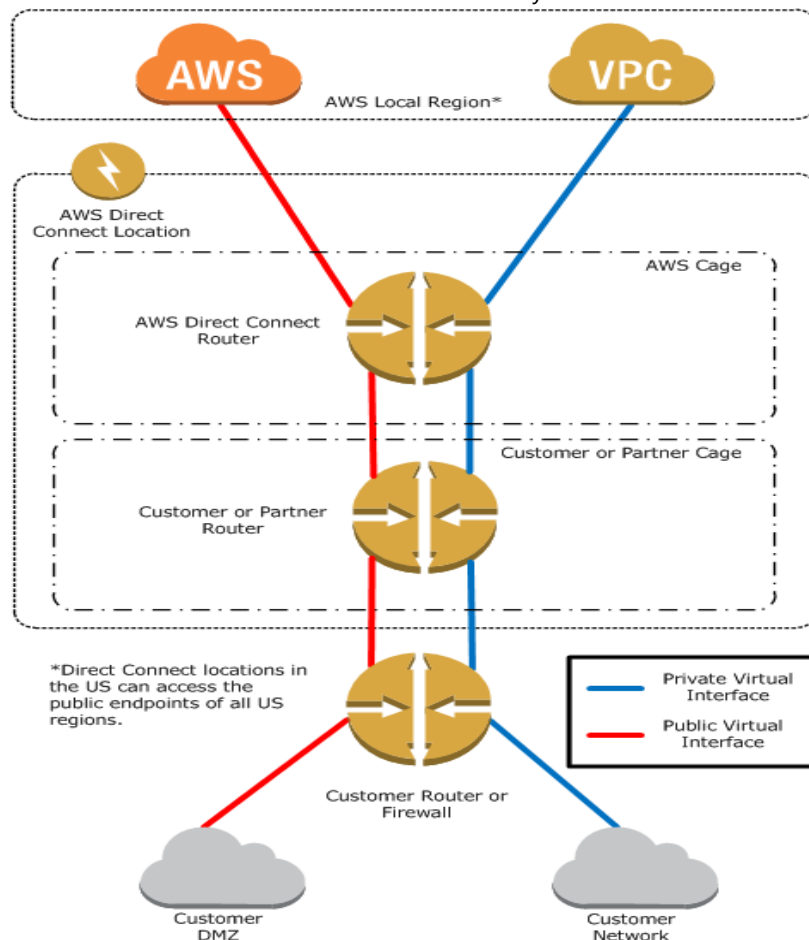 AWS
VPC
AWS Local Region*
AWS Direct
Connect Location
AWS Cage
AWS Direct Connect
Router
Customer or Partner Cage
Customer or Partner
Router
*Direct Connect locations in
the US can access the
public endpoints of all US
regions.
Private Virtual
Interface
Public Virtual
Interface
Customer Router or
Firewall
Customer
DMZ
Customer
Network